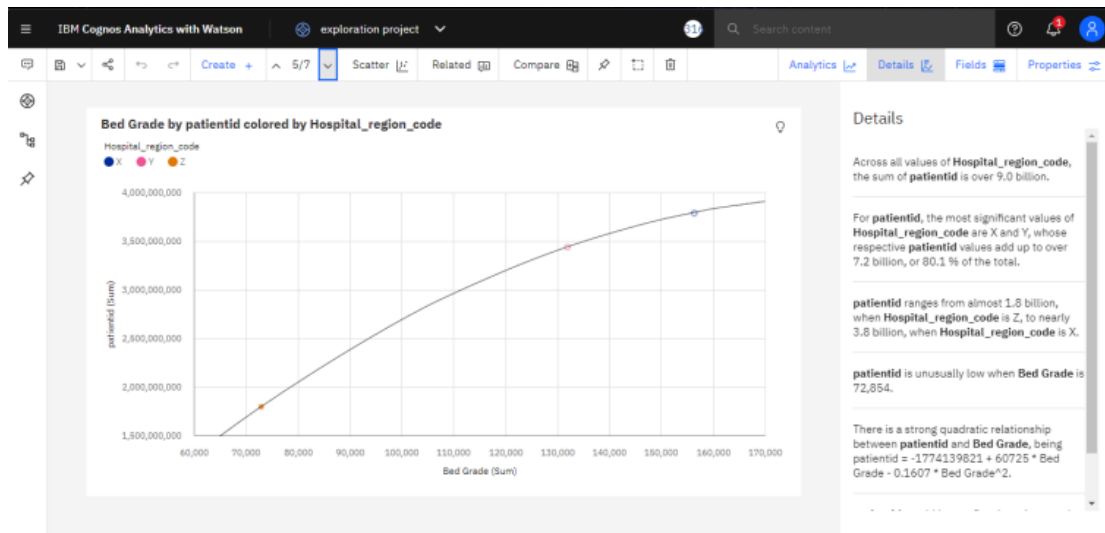 IBM Cognos Analytics with Watson
exploration project
Search content
1
Create +
5/7
Scatter
Related
Compare
Analytics
Details
Fields
Properties
Bed Grade by patientid colored by Hospital_region_code
Hospital_region_code
X Y Z
4,000,000,000
3,500,000,000
3,000,000,000
2,500,000,000
2,000,000,000
1,500,000,000
patientid (Sum)
60,000 70,000 80,000 90,000 100,000 110,000 120,000 130,000 140,000 150,000 160,000 170,000
Bed Grade (Sum)
Details
Across all values of Hospital_region_code,
the sum of patientid is over 9.0 billion.
For patientid, the most significant values of
Hospital_region_code are X and Y, whose
respective patientid values add up to over
7.2 billion, or 80.1 % of the total.
patientid ranges from almost 1.8 billion,
when Hospital_region_code is Z, to nearly
3.8 billion, when Hospital_region_code is X.
patientid is unusually low when Bed Grade is
72,854.
There is a strong quadratic relationship
between patientid and Bed Grade, being
patientid = -1774139821 + 60725 * Bed
Grade - 0.1607 * Bed Grade^2.